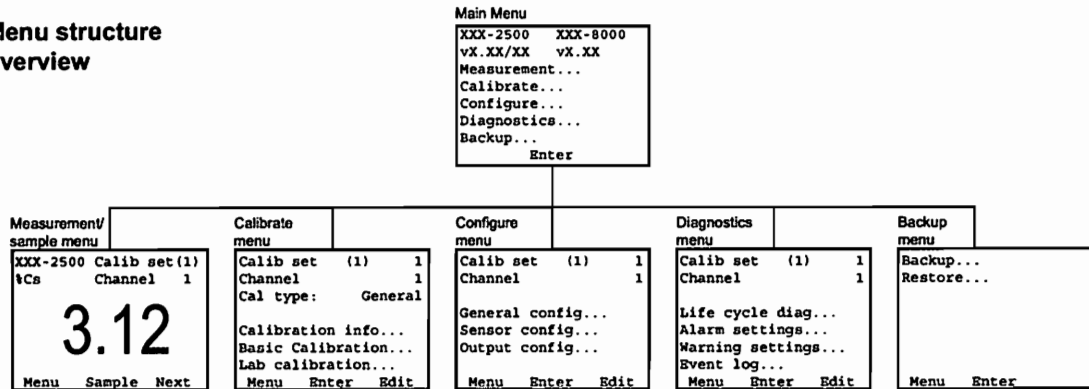 lenu structure
verview
Main Menu
XXX-2500 XXX-8000
vX.XX/XX vX.XX
Measurement...
Calibrate...
Configure...
Diagnostics...
Backup...
Enter
Measurement/
sample menu
XXX-2500 Calib set(1)
%Cs Channel 1
3.12
Menu Sample Next
Calibrate
menu
Calib set (1) 1
Channel 1
Cal type: General
Calibration info...
Basic Calibration...
Lab calibration...
Menu Enter Edit
Configure
menu
Calib set (1) 1
Channel 1
General config...
Sensor config...
Output config...
Menu Enter Edit
Diagnostics
menu
Calib set (1) 1
Channel 1
Life cycle diag...
Alarm settings...
Warning settings...
Event log...
Menu Enter Edit
Backup
menu
Backup...
Restore...
Menu Enter